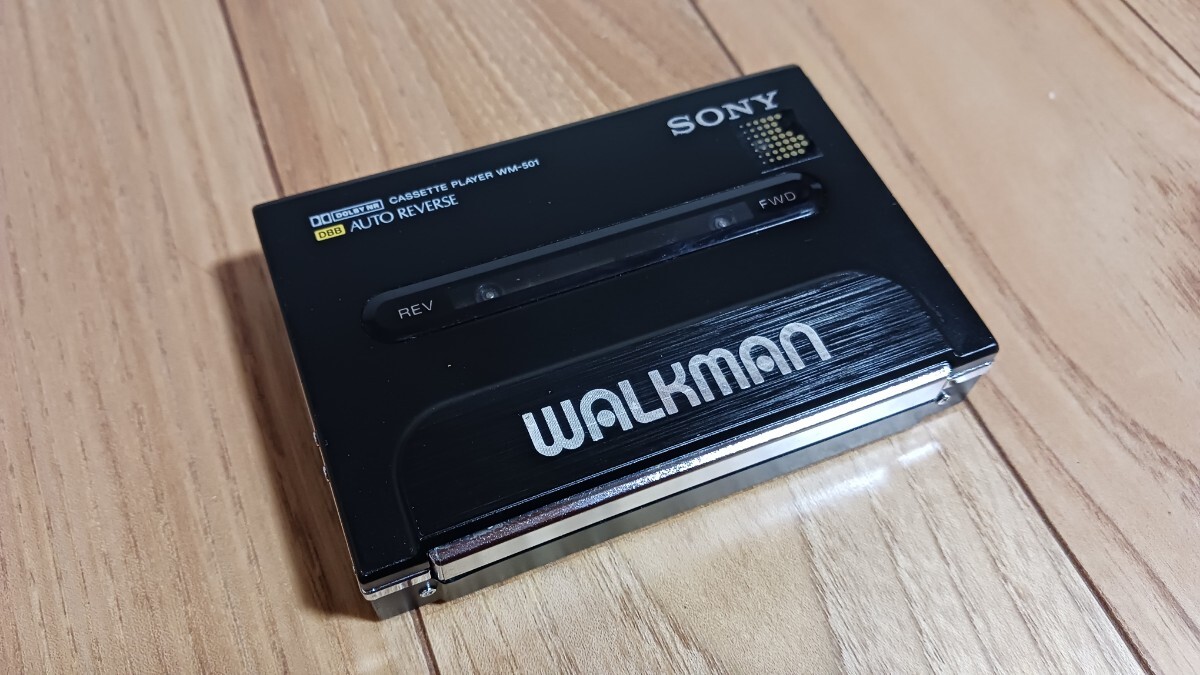 SONY
DOLBY NR CASSETTE PLAYER WM-501
DBB AUTO REVERSE
REV FWD
WALKMAN